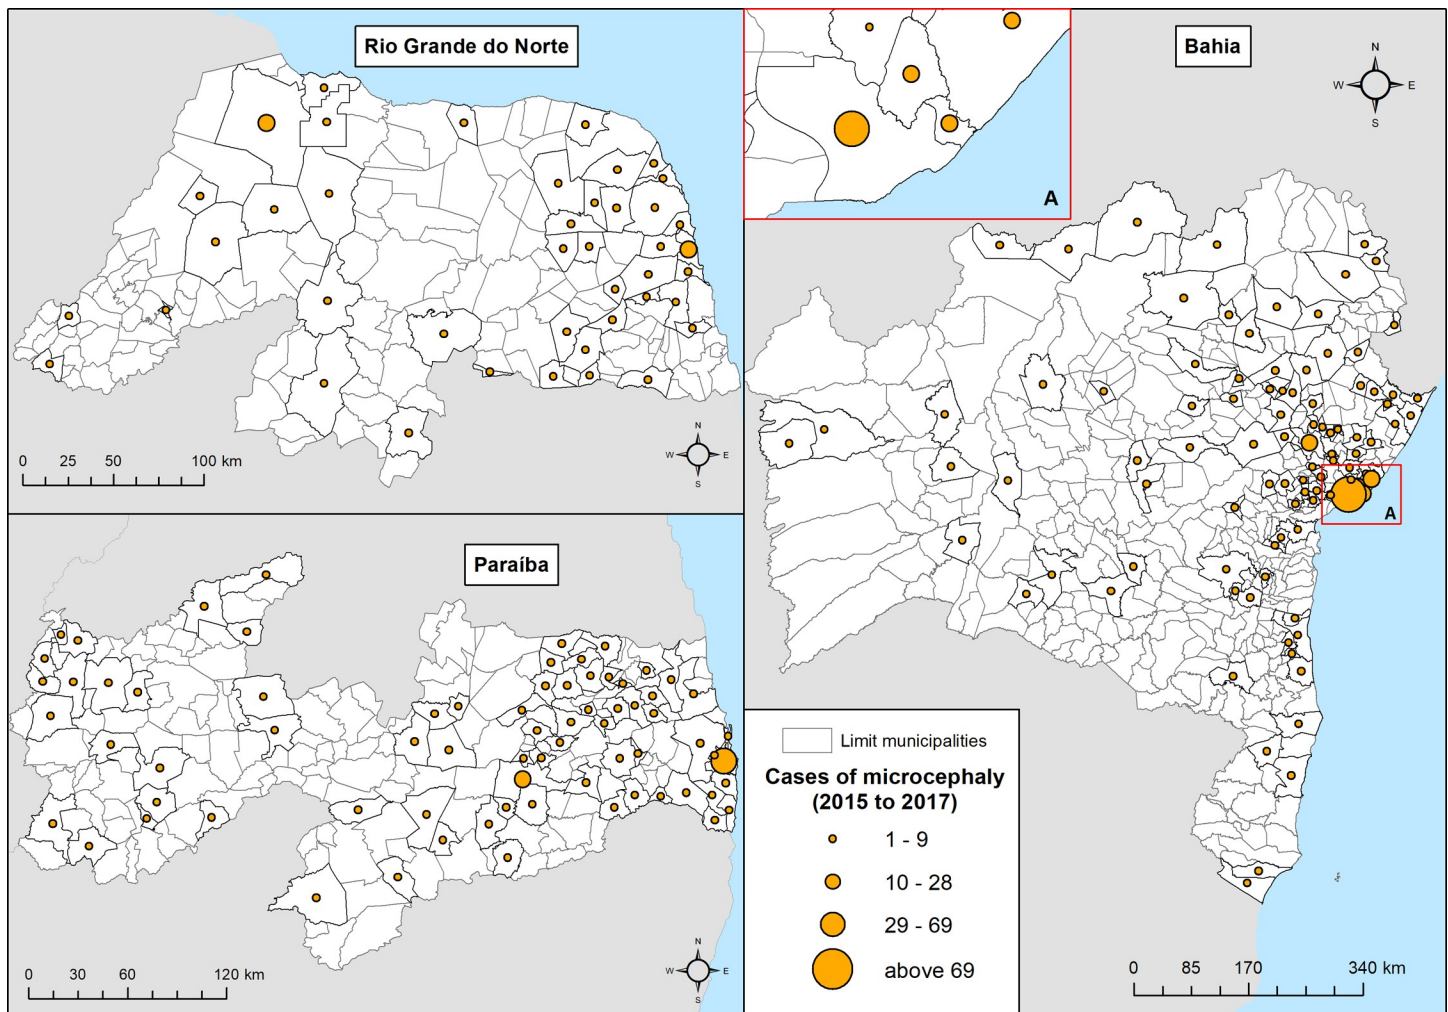 Rio Grande do Norte
N
W E
S
0 25 50 100 km
Paraíba
N
W E
S
0 30 60 120 km
A
Bahia
N
W E
S
A
Limit municipalities
Cases of microcephaly
(2015 to 2017)
1 - 9
10 - 28
29 - 69
above 69
0 85 170 340 km